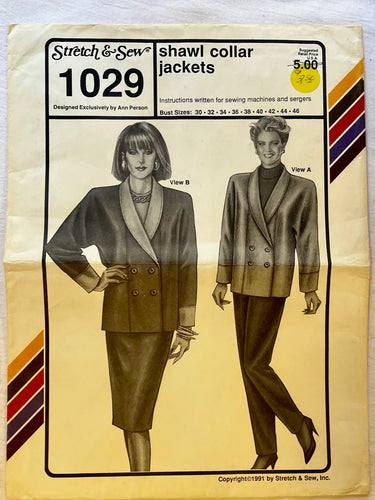 Stretch & Sew®
1029
Designed Exclusively by Ann Person
shawl collar
jackets
Instructions written for sewing machines and sergers
Bust Sizes: 30 • 32 • 34 • 36 • 38 • 40 • 42 • 44 • 46
Suggested
Retail Price
U.S.A.
5.00
View B
View A
Copyright©1991 by Stretch & Sew, Inc.